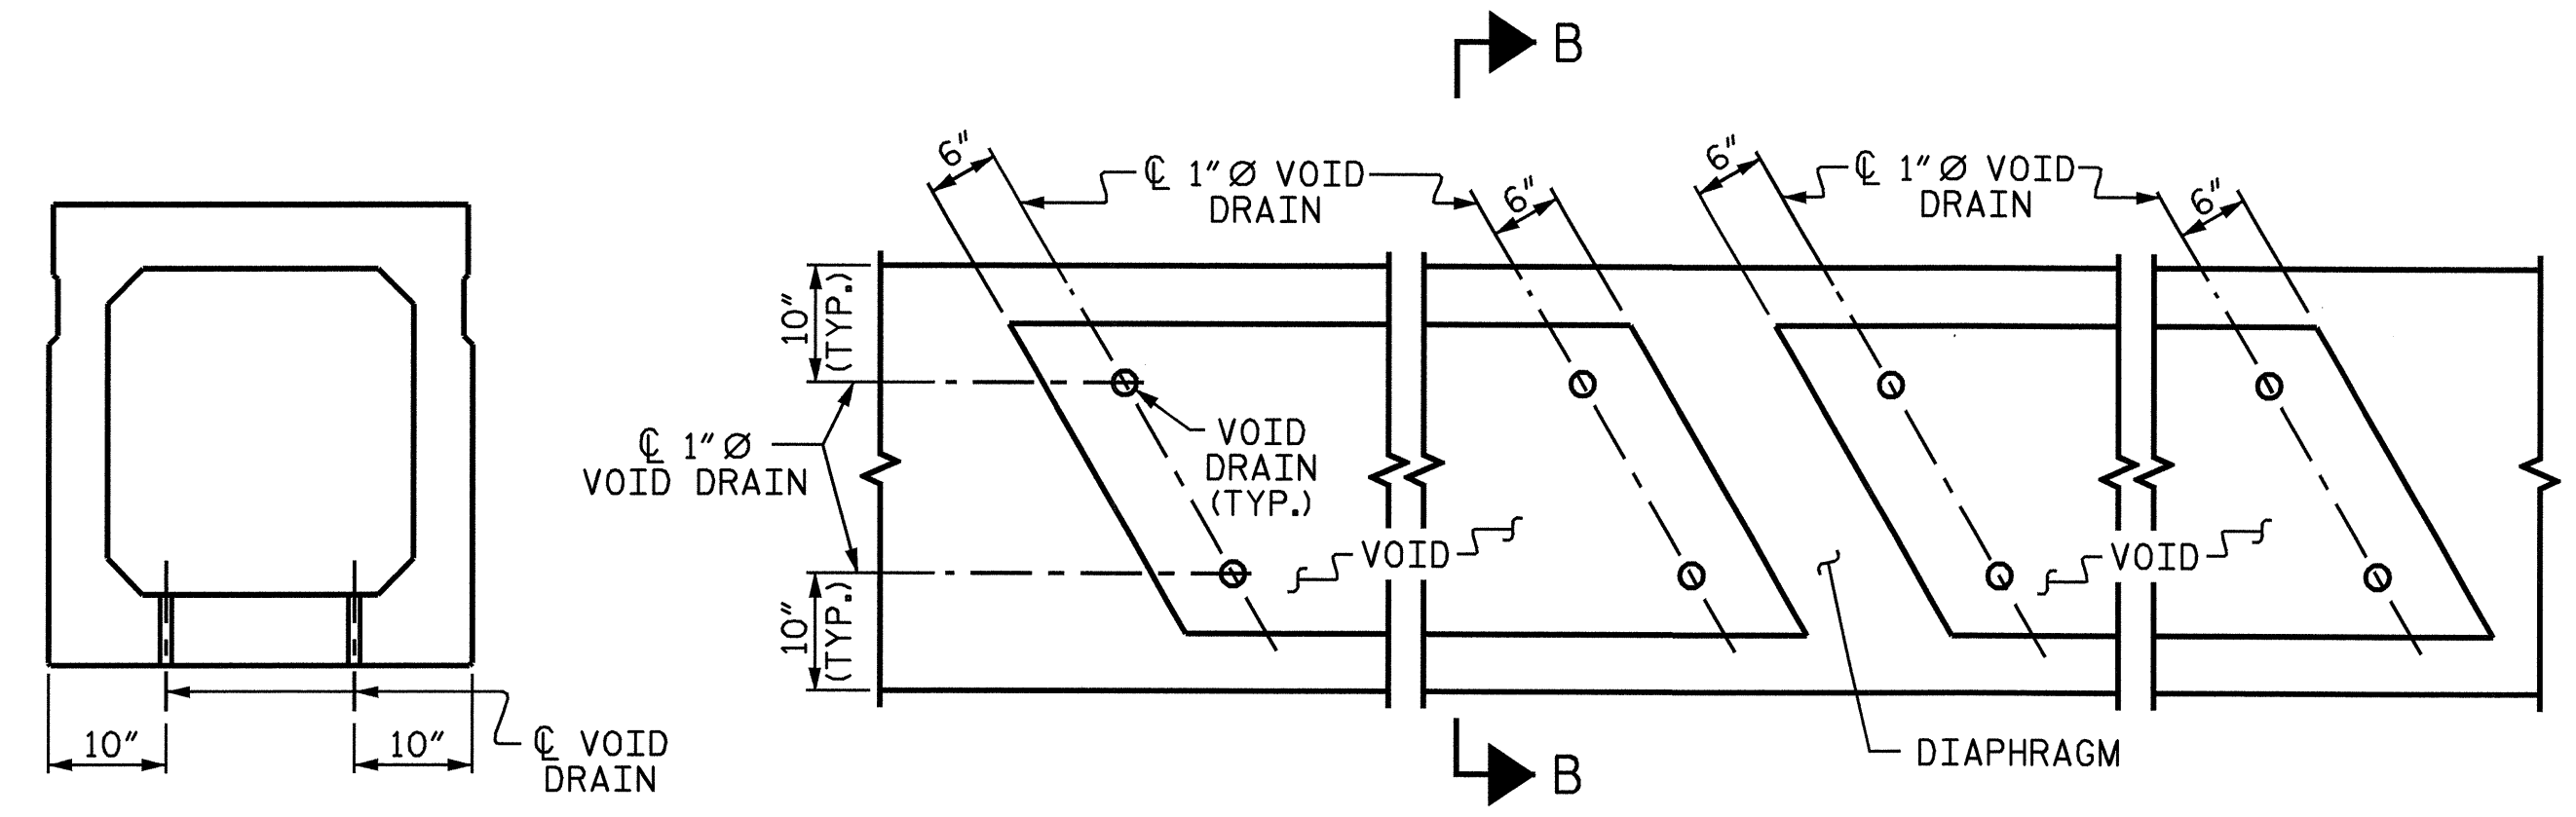 B
6"
℄ 1" Ø VOID
DRAIN
6"
6"
℄ 1" Ø VOID
DRAIN
6"
10"
(TYP.)
℄ 1" Ø
VOID DRAIN
VOID
DRAIN
(TYP.)
VOID
VOID
10"
(TYP.)
10"
10"
℄ VOID
DRAIN
DIAPHRAGM
B